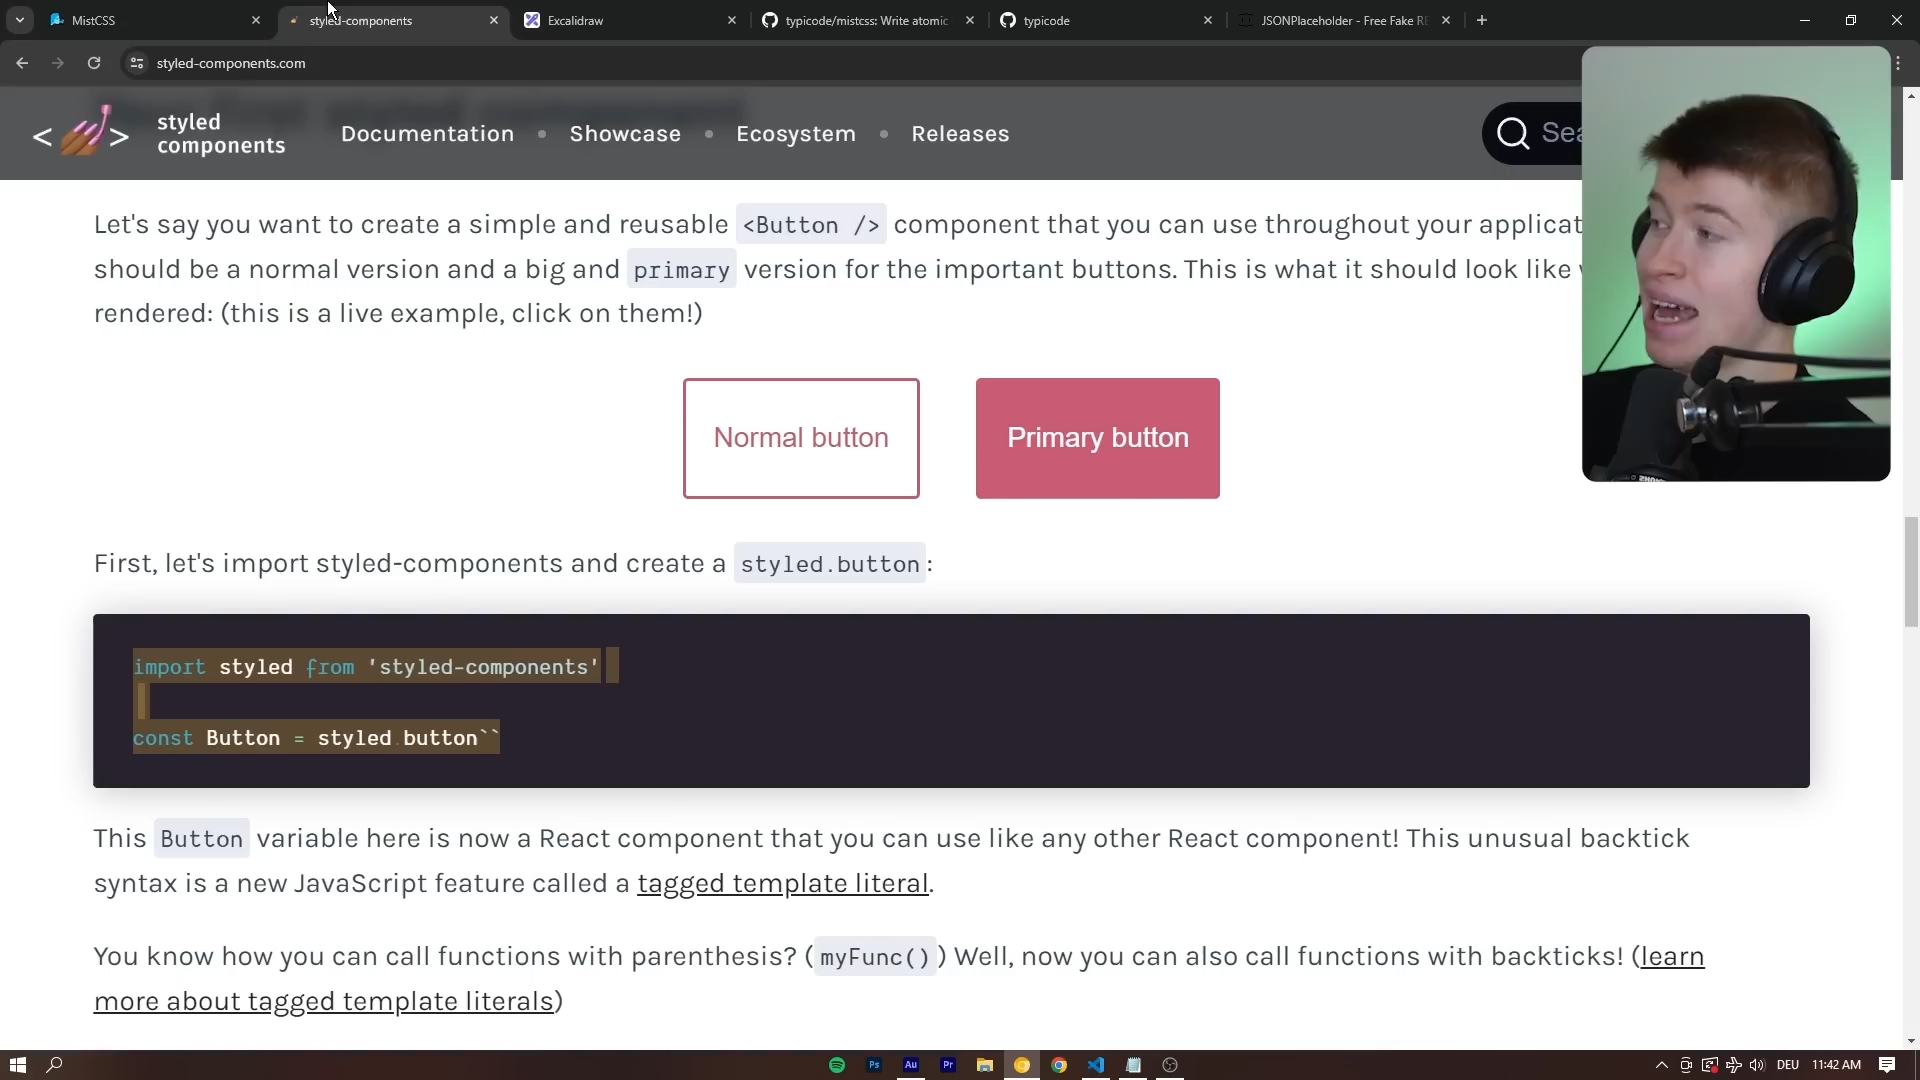 MistCSS
styled-components
Excalidraw
typicode/mistcss: Write atomic
typicode
JSONPlaceholder - Free Fake RE
styled-components.com
styled
components
Documentation
Showcase
Ecosystem
Releases
Sea
Let's say you want to create a simple and reusable <Button /> component that you can use throughout your applicat
should be a normal version and a big and primary version for the important buttons. This is what it should look like
rendered: (this is a live example, click on them!)
Normal button
Primary button
First, let's import styled-components and create a styled.button:
import styled from 'styled-components'
const Button = styled.button``
This Button variable here is now a React component that you can use like any other React component! This unusual backtick
syntax is a new JavaScript feature called a tagged template literal.
You know how you can call functions with parenthesis? (myFunc()) Well, now you can also call functions with backticks! (learn
more about tagged template literals)
Ps
Au
Pr
DEU
11:42 AM